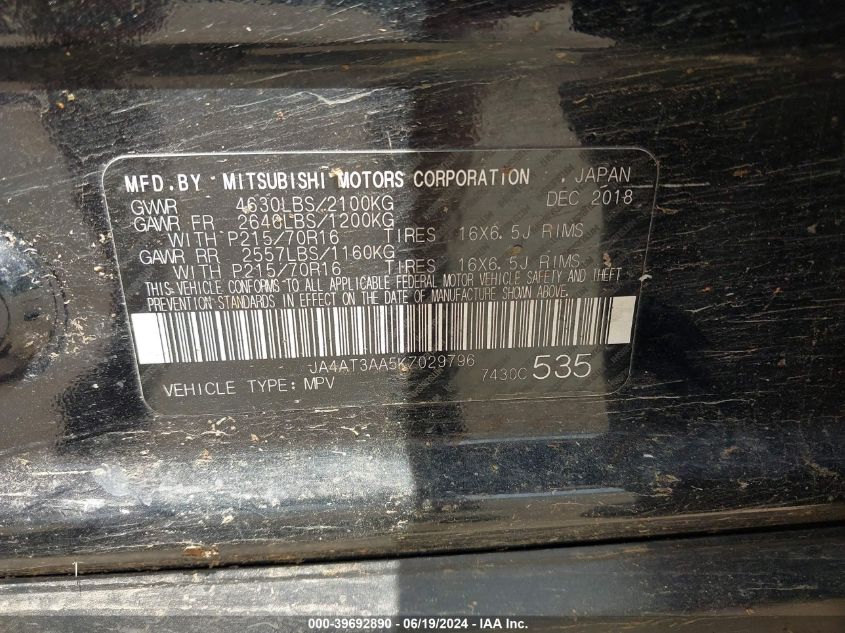 MFD.BY MITSUBISHI MOTORS CORPORATION , JAPAN
GVWR 4630LBS/2100KG DEC 2018
GAWR FR 2640LBS/1200KG
WITH P215/70R16 TIRES 16X6.5J RIMS
GAWR RR 2557LBS/1160KG
WITH P215/70R16 TIRES 16X6.5J RIMS
THIS VEHICLE CONFORMS TO ALL APPLICABLE FEDERAL MOTOR VEHICLE SAFETY AND THEFT
PREVENTION STANDARDS IN EFFECT ON THE DATE OF MANUFACTURE SHOWN ABOVE.
JA4AT3AA5KZ029796
7430C 535
VEHICLE TYPE: MPV
000-39692890 - 06/19/2024 - IAA Inc.